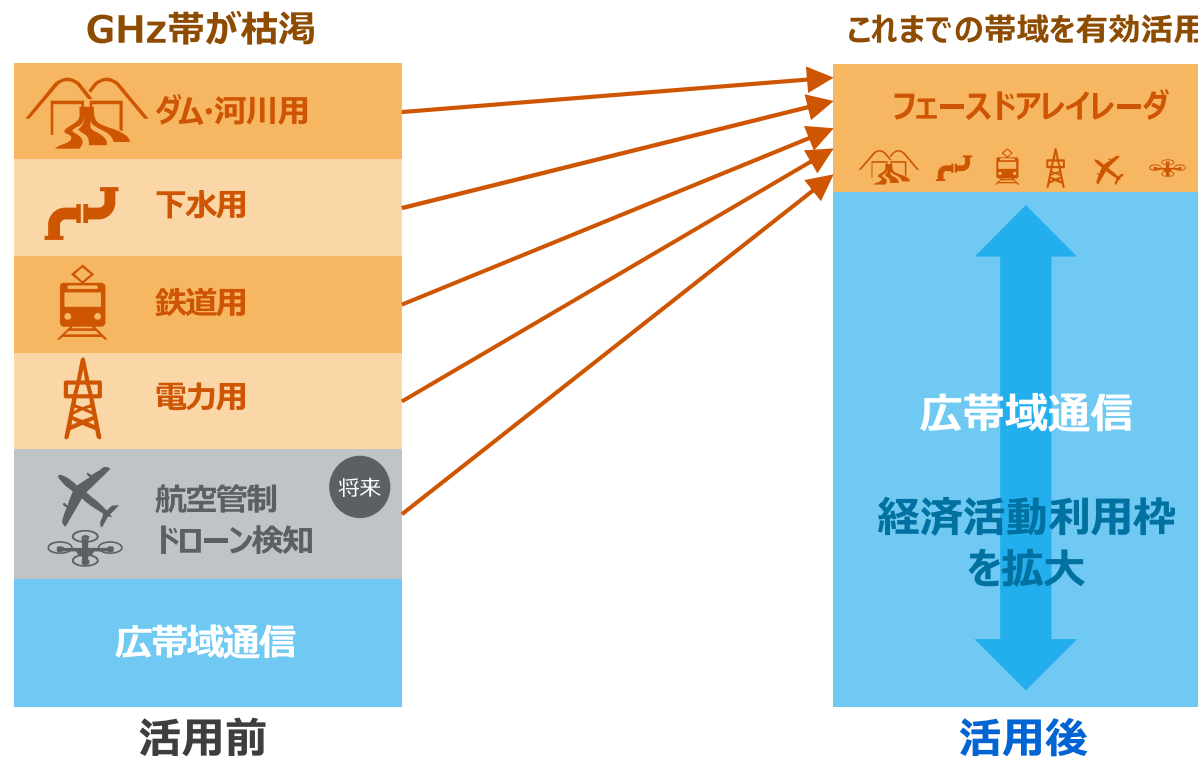 GHz帯が枯渇
ダム・河川用
下水用
鉄道用
電力用
航空管制
ドローン検知
将来
広帯域通信
活用前
これまでの帯域を有効活用
フェーズドアレイレーダ
広帯域通信
経済活動利用枠
を拡大
活用後